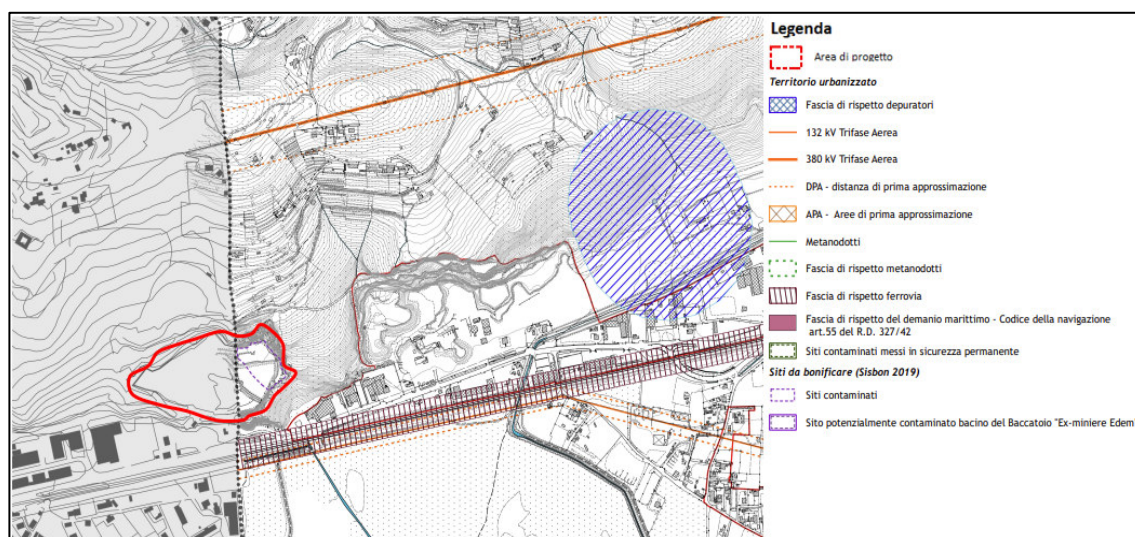 Legenda
Area di progetto
Territorio urbanizzato
Fascia di rispetto depuratori
132 kV Trifase Aerea
380 kV Trifase Aerea
DPA - distanza di prima approssimazione
APA - Aree di prima approssimazione
Metanodotti
Fascia di rispetto metanodotti
Fascia di rispetto ferrovia
Fascia di rispetto del demanio marittimo - Codice della navigazione
art.55 del R.D. 327/42
Siti contaminati messi in sicurezza permanente
Siti da bonificare (Sisbon 2019)
Siti contaminati
Sito potenzialmente contaminato bacino del Baccatoio "Ex-miniere Edem